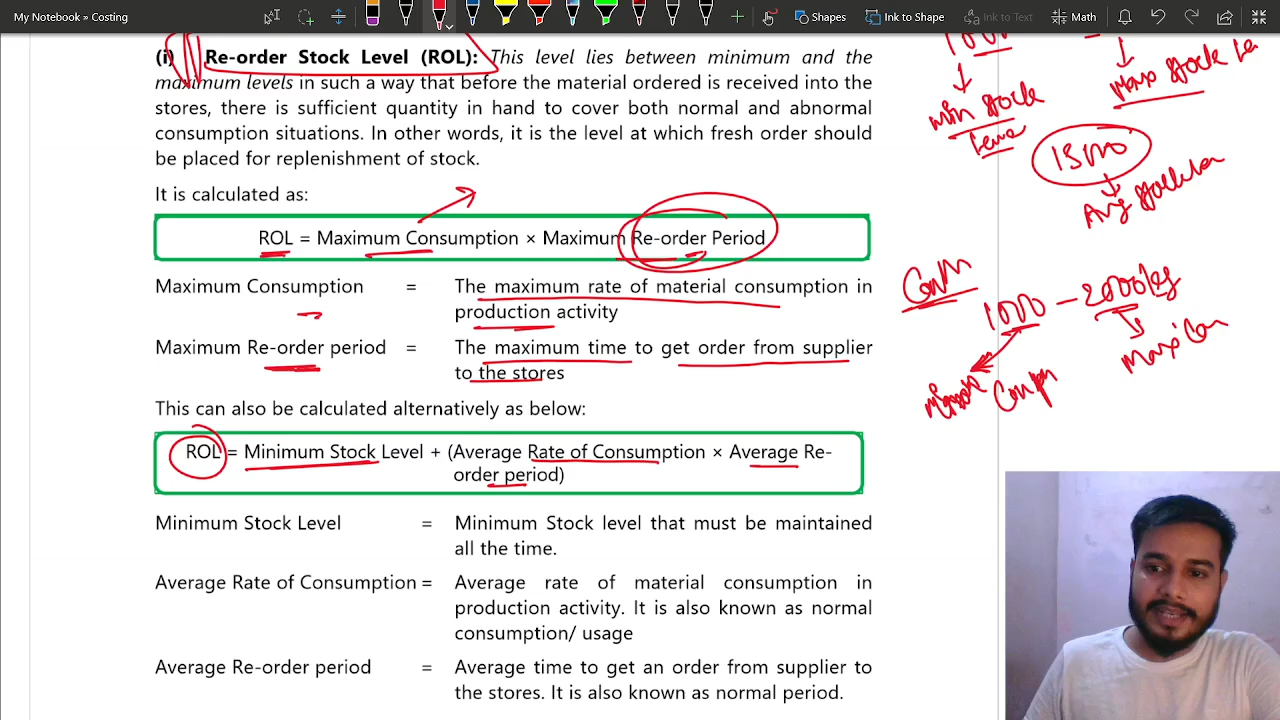 My Notebook » Costing
Shapes
Ink to Shape
Ink to Text
Math
(i) Re-order Stock Level (ROL): This level lies between minimum and the
maximum levels in such a way that before the material ordered is received into the
stores, there is sufficient quantity in hand to cover both normal and abnormal
consumption situations. In other words, it is the level at which fresh order should
be placed for replenishment of stock.
It is calculated as:
ROL = Maximum Consumption × Maximum Re-order Period
Maximum Consumption = The maximum rate of material consumption in
production activity
Maximum Re-order period = The maximum time to get order from supplier
to the stores
This can also be calculated alternatively as below:
ROL = Minimum Stock Level + (Average Rate of Consumption × Average Re-
order period)
Minimum Stock Level = Minimum Stock level that must be maintained
all the time.
Average Rate of Consumption = Average rate of material consumption in
production activity. It is also known as normal
consumption/ usage
Average Re-order period = Average time to get an order from supplier to
the stores. It is also known as normal period.
Max Stock Le
Min Stock
Leve
1500
Avg Stock
1000 – 2000 kg
Max Con